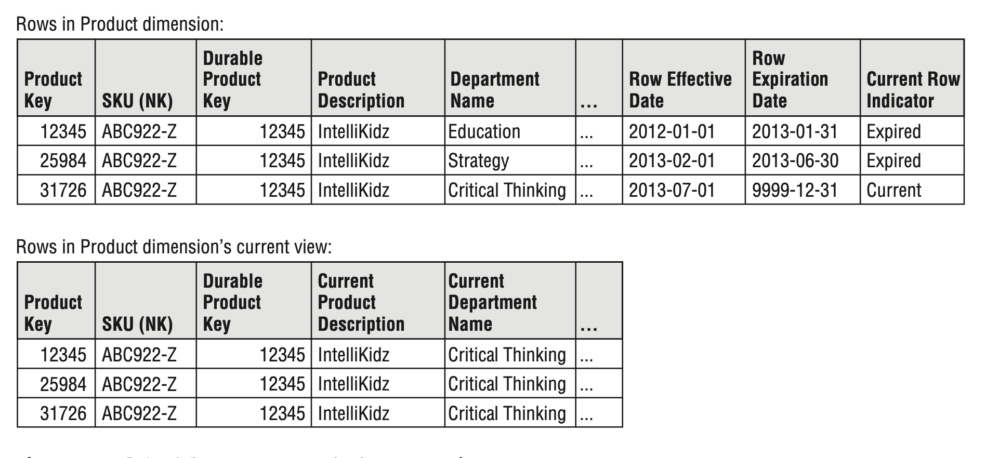 Rows in Product dimension:
Product Key | SKU (NK) | Durable Product Key | Product Description | Department Name | ... | Row Effective Date | Row Expiration Date | Current Row Indicator
12345 | ABC922-Z | 12345 | IntelliKidz | Education | ... | 2012-01-01 | 2013-01-31 | Expired
25984 | ABC922-Z | 12345 | IntelliKidz | Strategy | ... | 2013-02-01 | 2013-06-30 | Expired
31726 | ABC922-Z | 12345 | IntelliKidz | Critical Thinking | ... | 2013-07-01 | 9999-12-31 | Current
Rows in Product dimension’s current view:
Product Key | SKU (NK) | Durable Product Key | Current Product Description | Current Department Name | ...
12345 | ABC922-Z | 12345 | IntelliKidz | Critical Thinking | ...
25984 | ABC922-Z | 12345 | IntelliKidz | Critical Thinking | ...
31726 | ABC922-Z | 12345 | IntelliKidz | Critical Thinking | ...